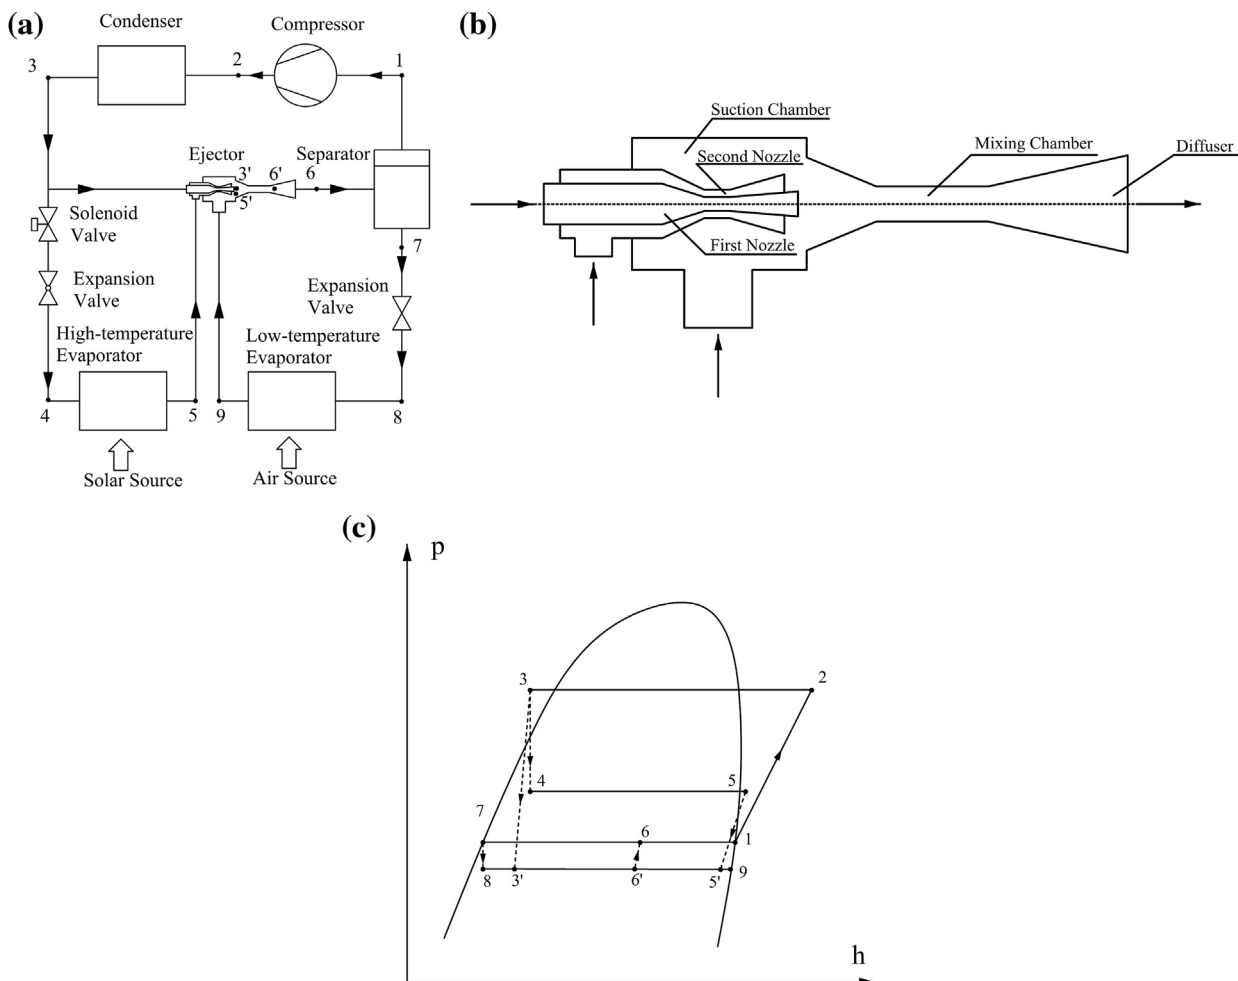 (a)
Condenser
Compressor
3
2
1
Ejector
Separator
3'
6'
6
5'
Solenoid
Valve
7
Expansion
Valve
Expansion
Valve
High-temperature
Evaporator
Low-temperature
Evaporator
4
5
9
8
Solar Source
Air Source
(b)
Suction Chamber
Second Nozzle
Mixing Chamber
Diffuser
First Nozzle
(c)
p
3
2
4
5
7
6
1
8
3'
6'
5'
9
h